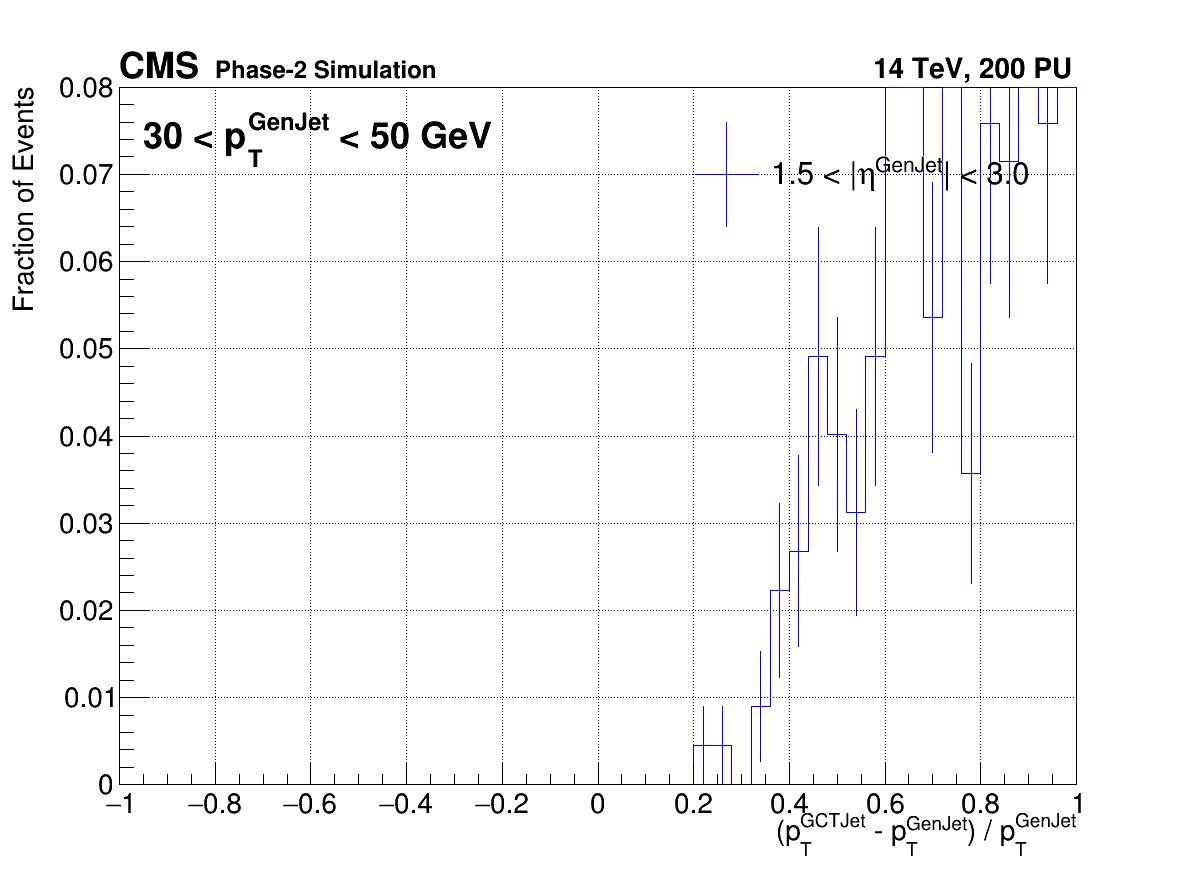 CMS Phase-2 Simulation 14 TeV, 200 PU
Fraction of Events
30 < p_T^GenJet < 50 GeV
1.5 < |η^GenJet| < 3.0
0.08
0.07
0.06
0.05
0.04
0.03
0.02
0.01
0
−1 −0.8 −0.6 −0.4 −0.2 0 0.2 0.4 0.6 0.8 1
(p_T^GCTJet - p_T^GenJet) / p_T^GenJet